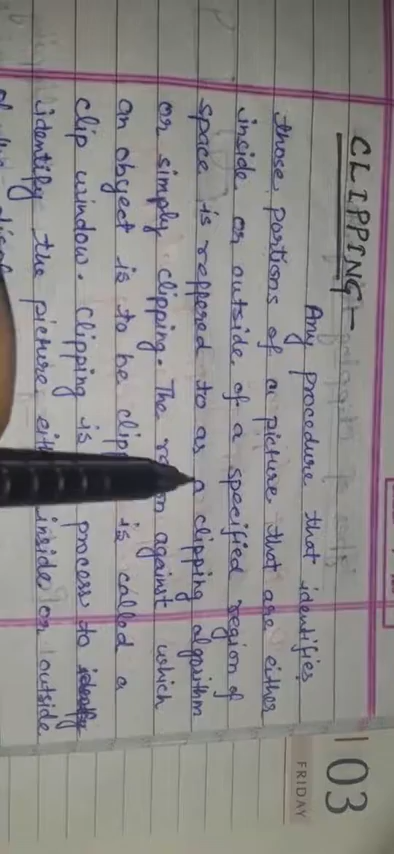 03
FRIDAY
CLIPPING-
Any procedure that identifies
those portions of a picture that are either
inside or outside of a specified region of
space is reffered to as a clipping algorithm
or simply clipping. The against which
an object is to be is called a
clip window. Clipping is process to identify
identify the picture inside or outside